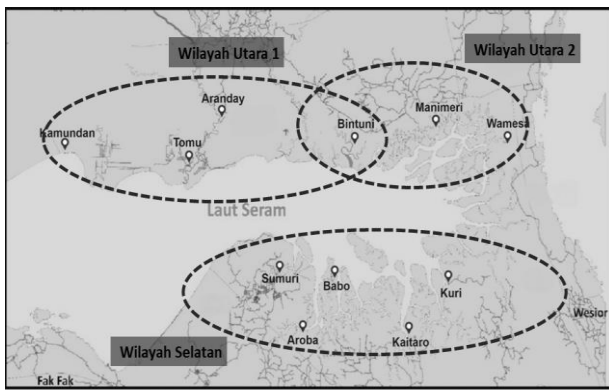 Wilayah Utara 1
Wilayah Utara 2
Aranday
Kamundan
Tomu
Bintuni
Manimeri
Wamesa
Laut Seram
Sumuri
Babo
Kuri
Aroba
Kaitaro
Wesior
Wilayah Selatan
Fak Fak